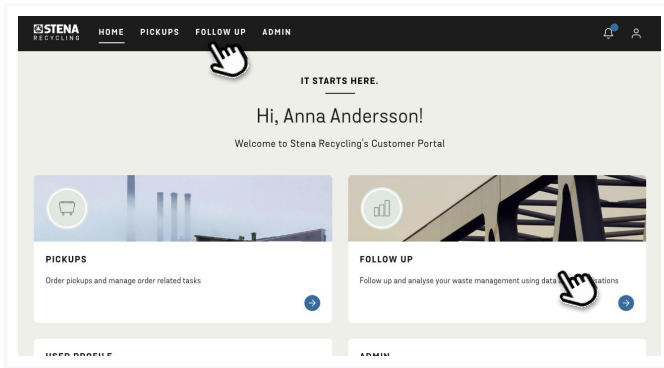 STENA
RECYCLING
HOME PICKUPS FOLLOW UP ADMIN
IT STARTS HERE.
Hi, Anna Andersson!
Welcome to Stena Recycling's Customer Portal
PICKUPS
Order pickups and manage order related tasks
FOLLOW UP
Follow up and analyse your waste management using data